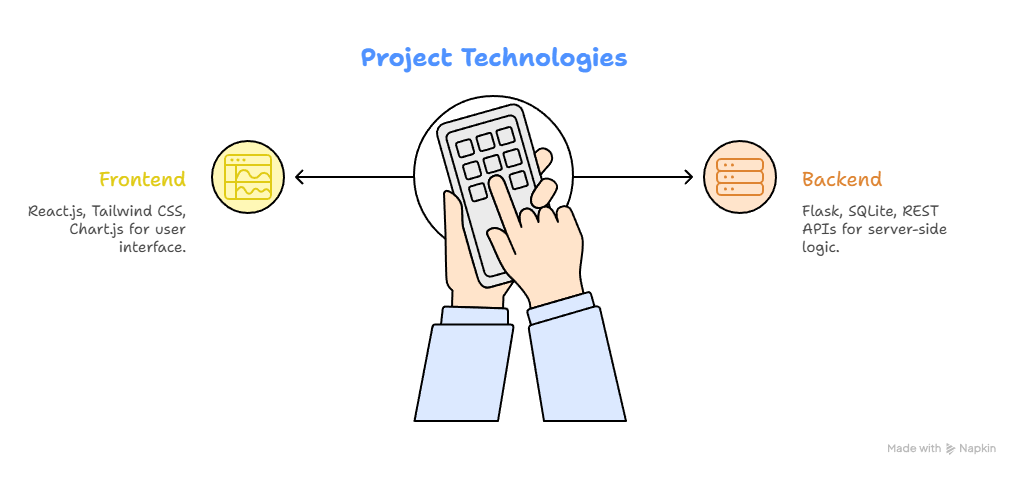 Project Technologies
Frontend
React.js, Tailwind CSS,
Chart.js for user
interface.
Backend
Flask, SQLite, REST
APIs for server-side
logic.
Made with Napkin